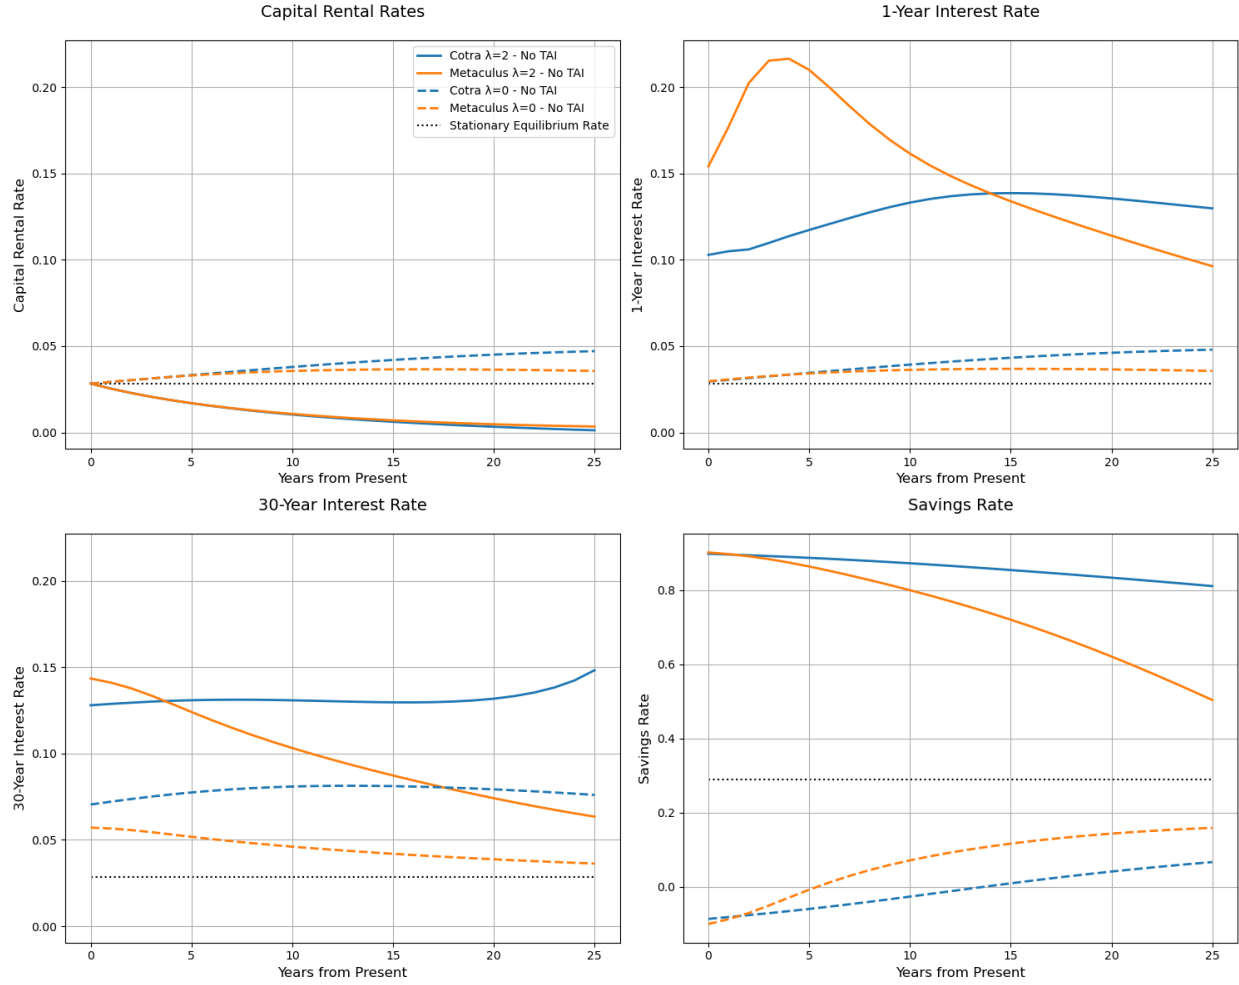 Capital Rental Rates
Capital Rental Rate
0.20
0.15
0.10
0.05
0.00
Cotra λ=2 - No TAI
Metaculus λ=2 - No TAI
Cotra λ=0 - No TAI
Metaculus λ=0 - No TAI
Stationary Equilibrium Rate
0 5 10 15 20 25
Years from Present
1-Year Interest Rate
1-Year Interest Rate
0.20
0.15
0.10
0.05
0.00
0 5 10 15 20 25
Years from Present
30-Year Interest Rate
30-Year Interest Rate
0.20
0.15
0.10
0.05
0.00
0 5 10 15 20 25
Years from Present
Savings Rate
Savings Rate
0.8
0.6
0.4
0.2
0.0
0 5 10 15 20 25
Years from Present